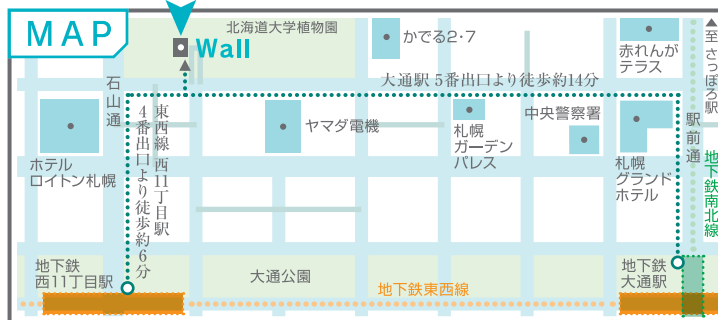 MAP
北海道大学植物園
Wall
かでる2・7
赤れんが
テラス
▲至 さっぽろ駅
石山通
大通駅 5番出口より徒歩約14分
東西線 西11丁目駅
4番出口より徒歩約6分
ホテル
ロイトン札幌
ヤマダ電機
札幌
ガーデン
パレス
中央警察署
札幌
グランド
ホテル
駅前通
地下鉄南北線
地下鉄
西11丁目駅
大通公園
地下鉄東西線
地下鉄
大通駅